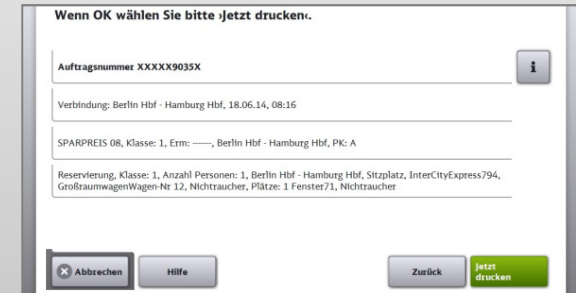 Wenn OK wählen Sie bitte ›Jetzt drucken‹.
Auftragsnummer XXXXX9035X
i
Verbindung: Berlin Hbf - Hamburg Hbf, 18.06.14, 08:16
SPARPREIS 08, Klasse: 1, Erm: ------, Berlin Hbf - Hamburg Hbf, PK: A
Reservierung, Klasse: 1, Anzahl Personen: 1, Berlin Hbf - Hamburg Hbf, Sitzplatz, InterCityExpress794,
GroßraumwagenWagen-Nr 12, Nichtraucher, Plätze: 1 Fenster71, Nichtraucher
Abbrechen
Hilfe
Zurück
Jetzt
drucken